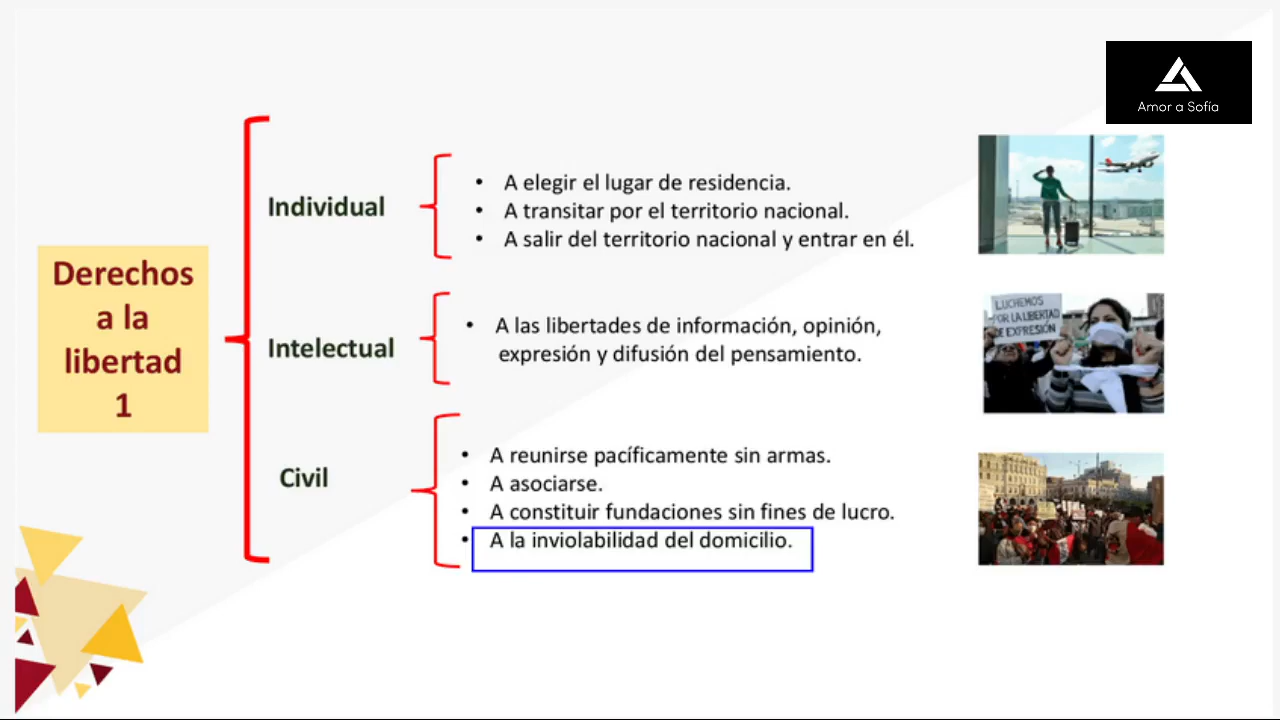 Amor a Sofía
Derechos
a la
libertad
1
Individual
• A elegir el lugar de residencia.
• A transitar por el territorio nacional.
• A salir del territorio nacional y entrar en él.
Intelectual
• A las libertades de información, opinión,
expresión y difusión del pensamiento.
LUCHEMOS
POR LA LIBERTAD
DE EXPRESIÓN
Civil
• A reunirse pacíficamente sin armas.
• A asociarse.
• A constituir fundaciones sin fines de lucro.
• A la inviolabilidad del domicilio.